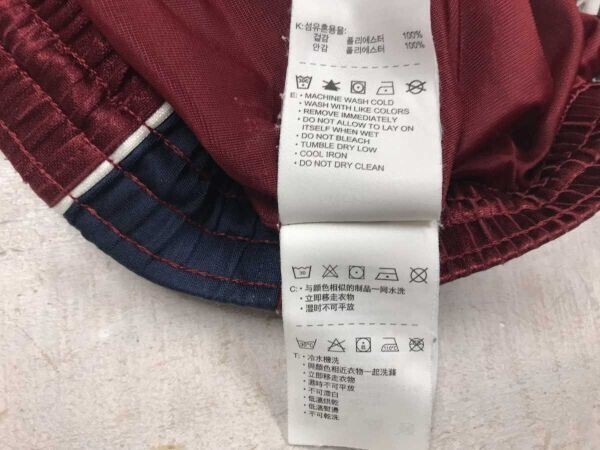 K:섬유혼용율:
겉감 폴리에스터 100%
안감 폴리에스터 100%
E: • MACHINE WASH COLD
• WASH WITH LIKE COLORS
• REMOVE IMMEDIATELY
• DO NOT ALLOW TO LAY ON
ITSELF WHEN WET
• DO NOT BLEACH
• TUMBLE DRY LOW
• COOL IRON
• DO NOT DRY CLEAN
30
C: • 与颜色相似的制品一同水洗
• 立即移走衣物
• 湿时不可平放
T: • 冷水機洗
• 與顏色相近衣物一起洗滌
• 立即移走衣物
• 濕時不可平放
• 不可漂白
• 低溫烘乾
• 低溫熨燙
• 不可乾洗